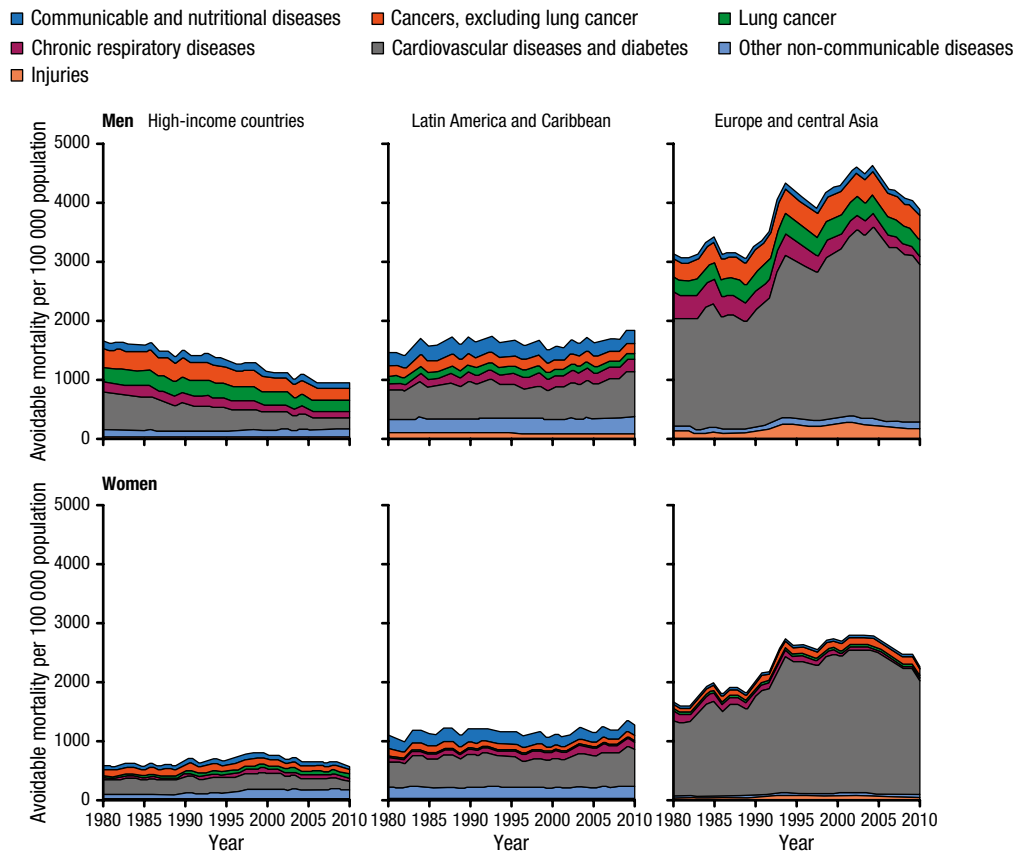 Communicable and nutritional diseases Cancers, excluding lung cancer Lung cancer
Chronic respiratory diseases Cardiovascular diseases and diabetes Other non-communicable diseases
Injuries
Men High-income countries Latin America and Caribbean Europe and central Asia
Avoidable mortality per 100 000 population
5000
4000
3000
2000
1000
0
Women
Avoidable mortality per 100 000 population
5000
4000
3000
2000
1000
0
1980 1985 1990 1995 2000 2005 2010 1980 1985 1990 1995 2000 2005 2010 1980 1985 1990 1995 2000 2005 2010
Year Year Year